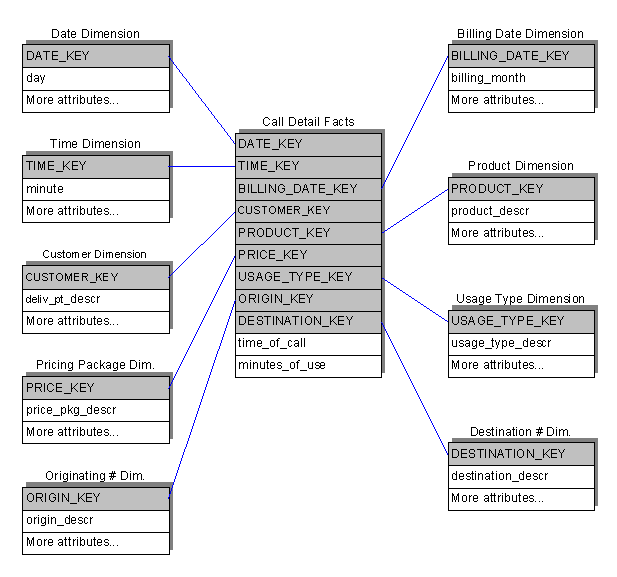 Date Dimension
DATE_KEY
day
More attributes...
Time Dimension
TIME_KEY
minute
More attributes...
Customer Dimension
CUSTOMER_KEY
deliv_pt_descr
More attributes...
Pricing Package Dim.
PRICE_KEY
price_pkg_descr
More attributes...
Originating # Dim.
ORIGIN_KEY
origin_descr
More attributes...
Call Detail Facts
DATE_KEY
TIME_KEY
BILLING_DATE_KEY
CUSTOMER_KEY
PRODUCT_KEY
PRICE_KEY
USAGE_TYPE_KEY
ORIGIN_KEY
DESTINATION_KEY
time_of_call
minutes_of_use
Billing Date Dimension
BILLING_DATE_KEY
billing_month
More attributes...
Product Dimension
PRODUCT_KEY
product_descr
More attributes...
Usage Type Dimension
USAGE_TYPE_KEY
usage_type_descr
More attributes...
Destination # Dim.
DESTINATION_KEY
destination_descr
More attributes...